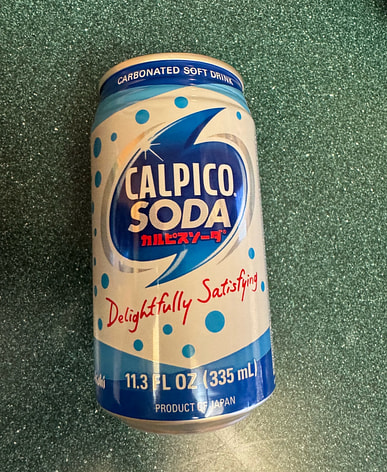 CARBONATED SOFT DRINK
CALPICO®
SODA
カルピスソーダ®
Delightfully Satisfying
11.3 FL OZ (335 mL)
PRODUCT OF JAPAN